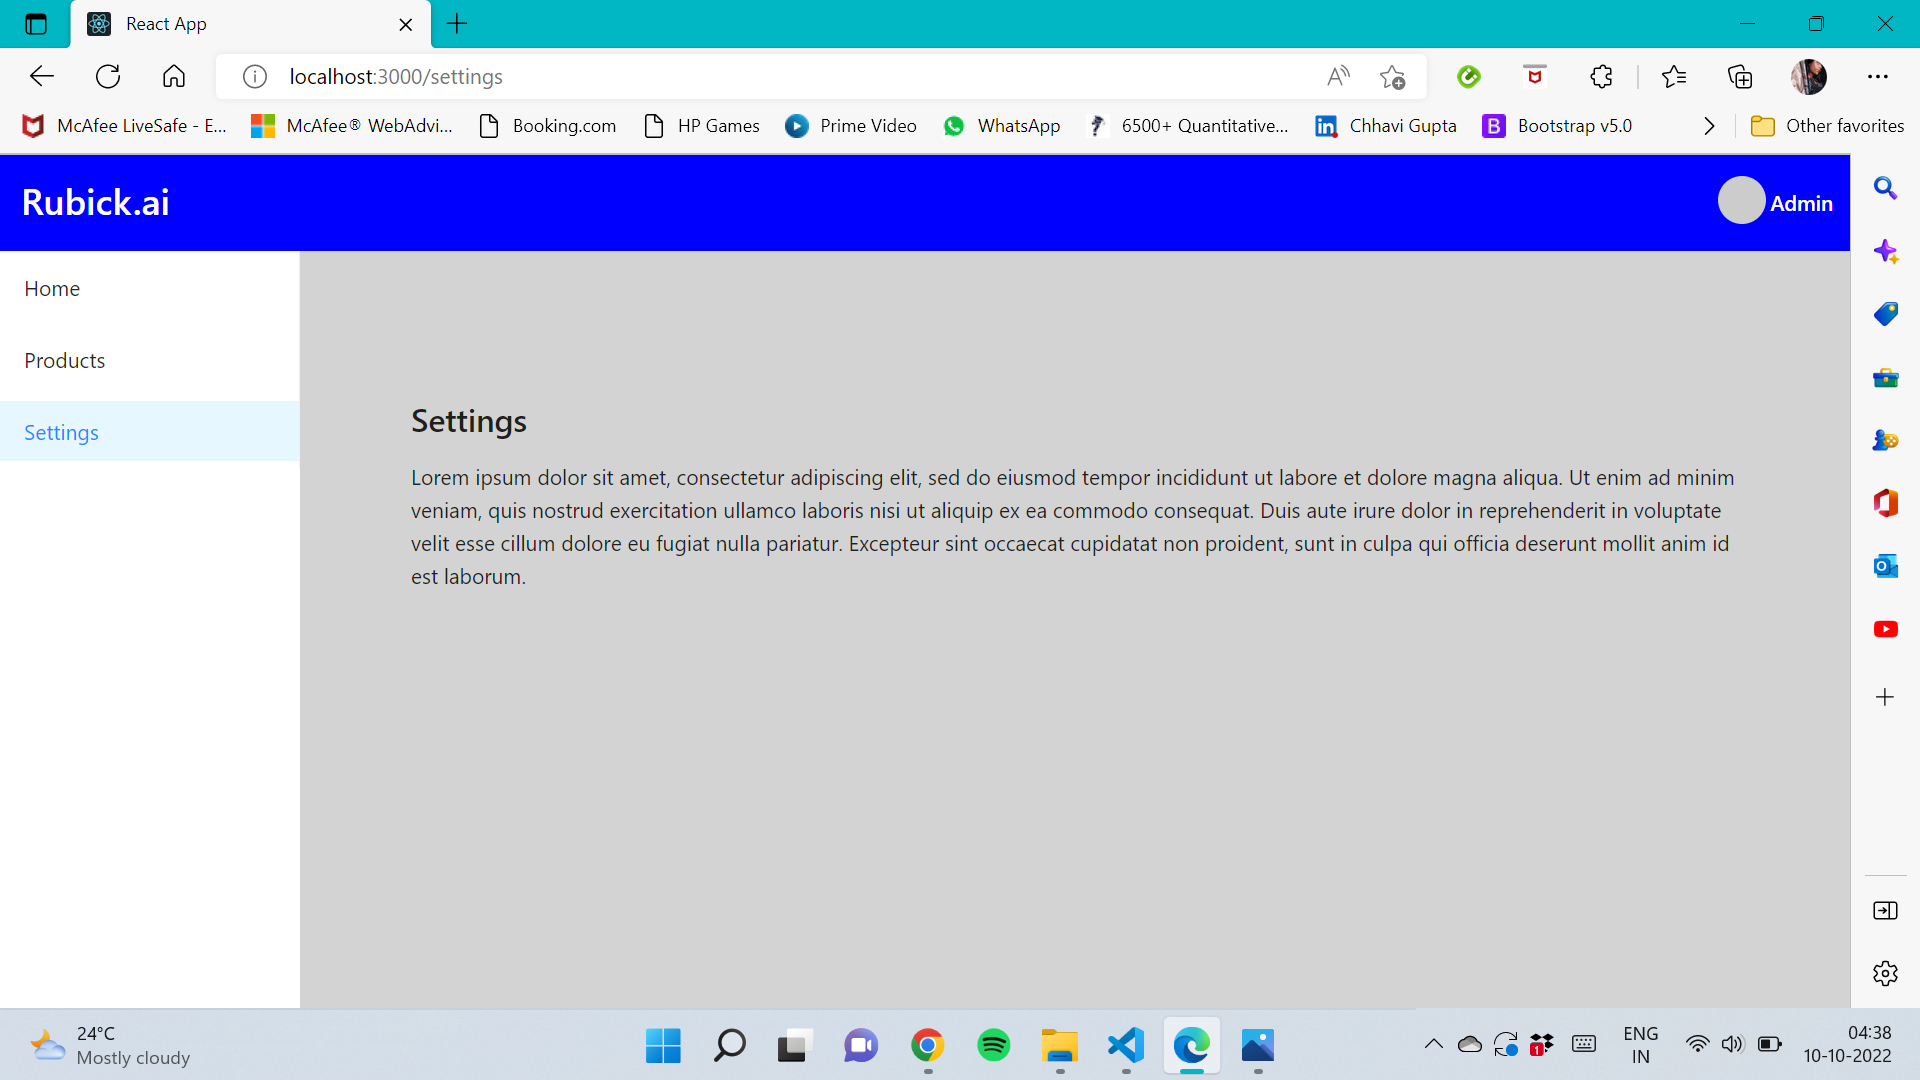 React App
localhost:3000/settings
McAfee LiveSafe - E...
McAfee® WebAdvi...
Booking.com
HP Games
Prime Video
WhatsApp
6500+ Quantitative...
Chhavi Gupta
Bootstrap v5.0
Other favorites
Rubick.ai
Admin
Home
Products
Settings
Settings
Lorem ipsum dolor sit amet, consectetur adipiscing elit, sed do eiusmod tempor incididunt ut labore et dolore magna aliqua. Ut enim ad minim
veniam, quis nostrud exercitation ullamco laboris nisi ut aliquip ex ea commodo consequat. Duis aute irure dolor in reprehenderit in voluptate
velit esse cillum dolore eu fugiat nulla pariatur. Excepteur sint occaecat cupidatat non proident, sunt in culpa qui officia deserunt mollit anim id
est laborum.
24°C
Mostly cloudy
1
ENG
IN
04:38
10-10-2022